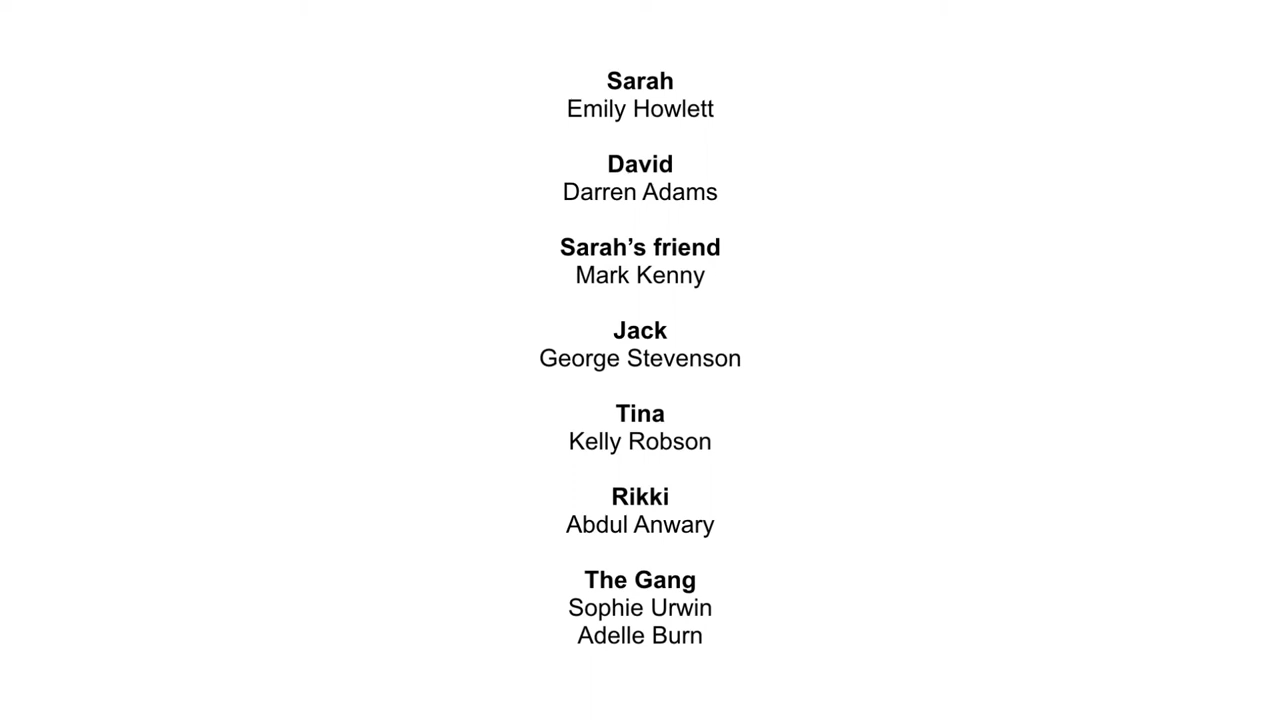 Sarah
Emily Howlett
David
Darren Adams
Sarah’s friend
Mark Kenny
Jack
George Stevenson
Tina
Kelly Robson
Rikki
Abdul Anwary
The Gang
Sophie Urwin
Adelle Burn